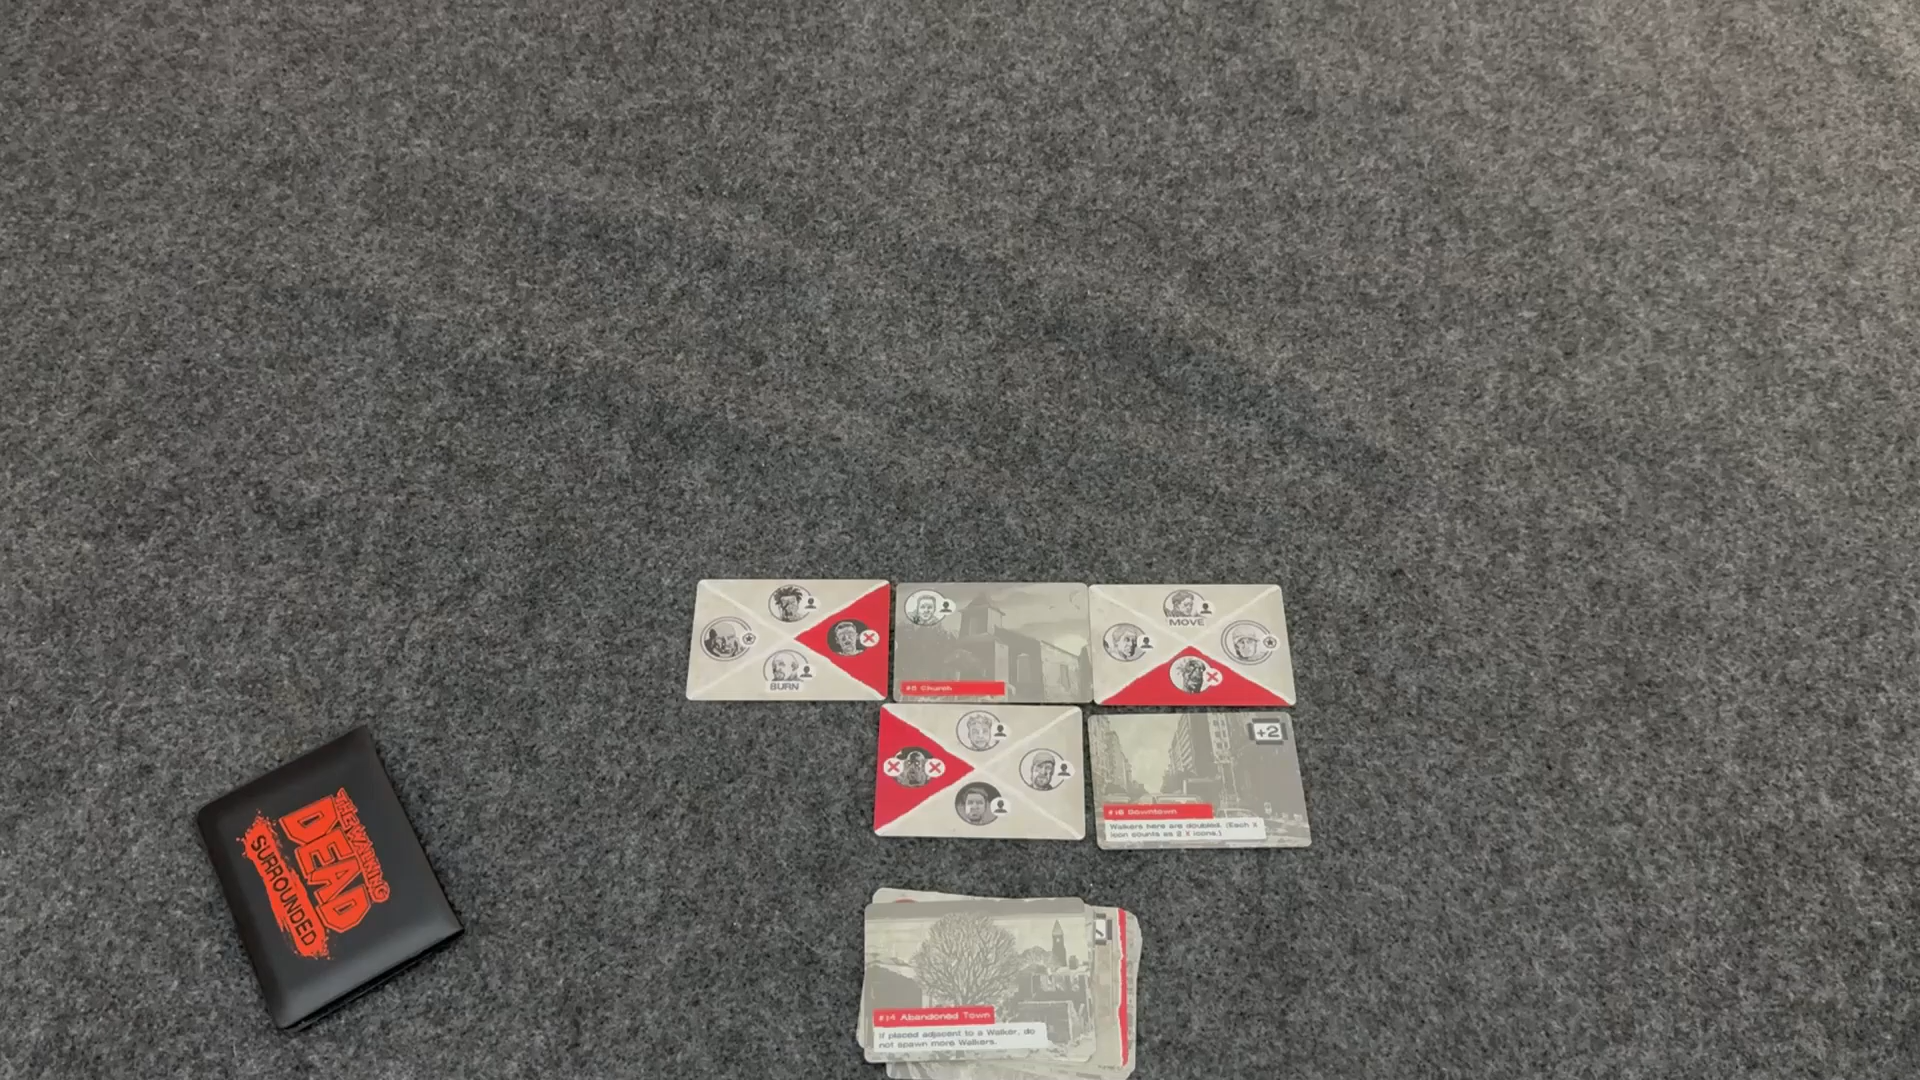 MOVE
BURN
#5 Church
+2
#18 Downtown
Walkers here are doubled. (Each X
icon counts as 2 X icons.)
THE WALKING
DEAD
SURROUNDED
#14 Abandoned Town
If placed adjacent to a Walker, do
not spawn more Walkers.